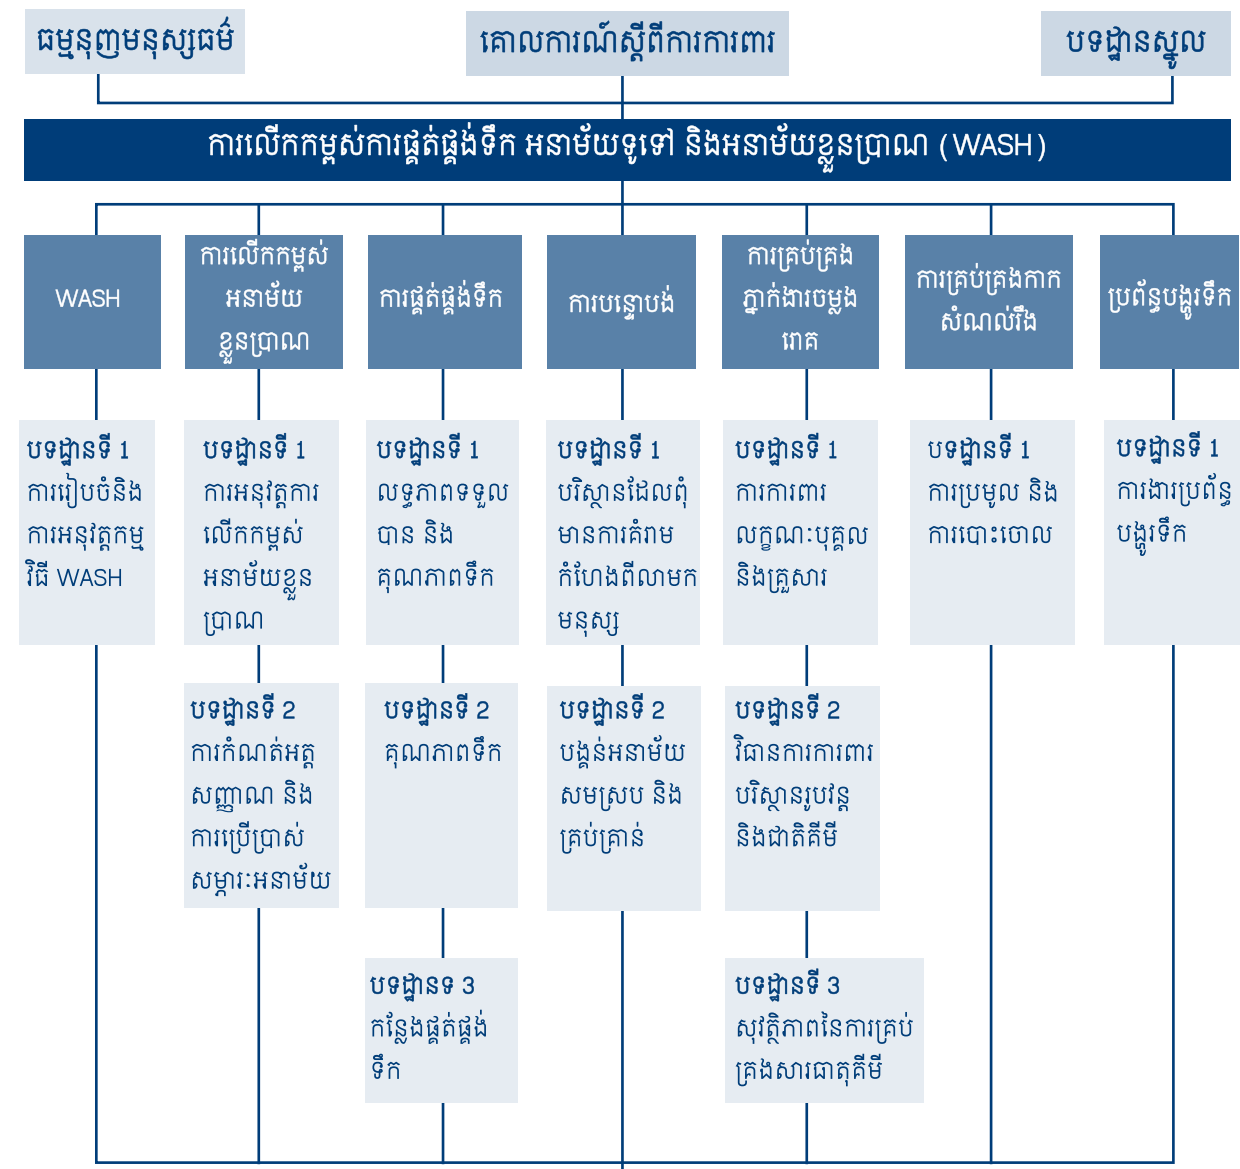 ធម្មនុញមនុស្សធម៌
គោលការណ៍ស្តីពីការការពារ
បទដ្ឋានស្នូល
ការលើកកម្ពស់ការផ្គត់ផ្គង់ទឹក អនាម័យទូទៅ និងអនាម័យខ្លួនប្រាណ (WASH)
WASH
ការលើកកម្ពស់
អនាម័យ
ខ្លួនប្រាណ
ការផ្គត់ផ្គង់ទឹក
ការបន្ទោបង់
ការគ្រប់គ្រង
ភ្នាក់ងារចម្លង
រោគ
ការគ្រប់គ្រងកាក
សំណល់រឹង
ប្រព័ន្ធបង្ហូរទឹក
បទដ្ឋានទី 1
ការរៀបចំនិង
ការអនុវត្តកម្ម
វិធី WASH
បទដ្ឋានទី 1
ការអនុវត្តការ
លើកកម្ពស់
អនាម័យខ្លួន
ប្រាណ
បទដ្ឋានទី 1
លទ្ធភាពទទួល
បាន និង
គុណភាពទឹក
បទដ្ឋានទី 1
បរិស្ថានដែលពុំ
មានការគំរាម
កំហែងពីលាមក
មនុស្ស
បទដ្ឋានទី 1
ការការពារ
លក្ខណៈបុគ្គល
និងគ្រួសារ
បទដ្ឋានទី 1
ការប្រមូល និង
ការបោះចោល
បទដ្ឋានទី 1
ការងារប្រព័ន្ធ
បង្ហូរទឹក
បទដ្ឋានទី 2
ការកំណត់អត្ត
សញ្ញាណ និង
ការប្រើប្រាស់
សម្ភារៈអនាម័យ
បទដ្ឋានទី 2
គុណភាពទឹក
បទដ្ឋានទី 2
បង្គន់អនាម័យ
សមស្រប និង
គ្រប់គ្រាន់
បទដ្ឋានទី 2
វិធានការការពារ
បរិស្ថានរូបវន្ត
និងជាតិគីមី
បទដ្ឋានទ 3
កន្លែងផ្គត់ផ្គង់
ទឹក
បទដ្ឋានទី 3
សុវត្ថិភាពនៃការគ្រប់
គ្រងសារធាតុគីមី